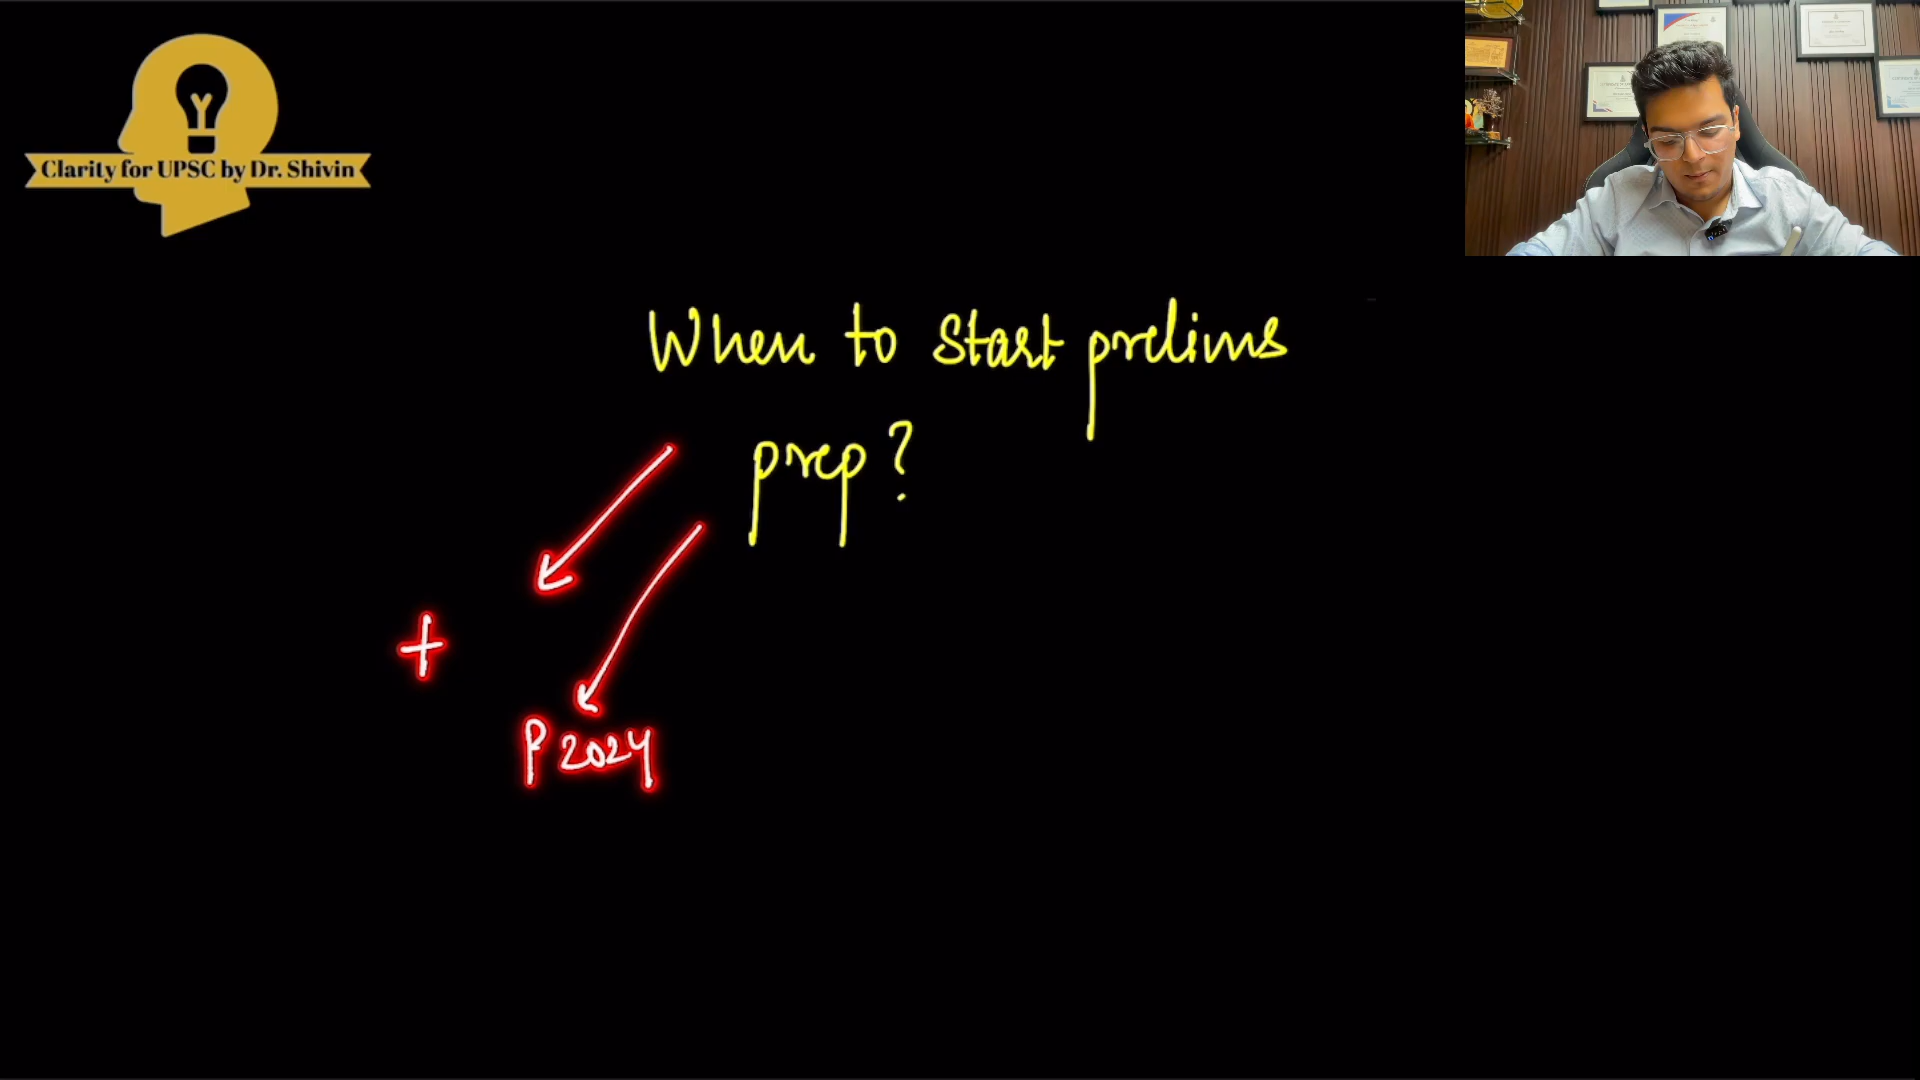 Clarity for UPSC by Dr. Shivin
When to start prelims
prep?
+
P 2024